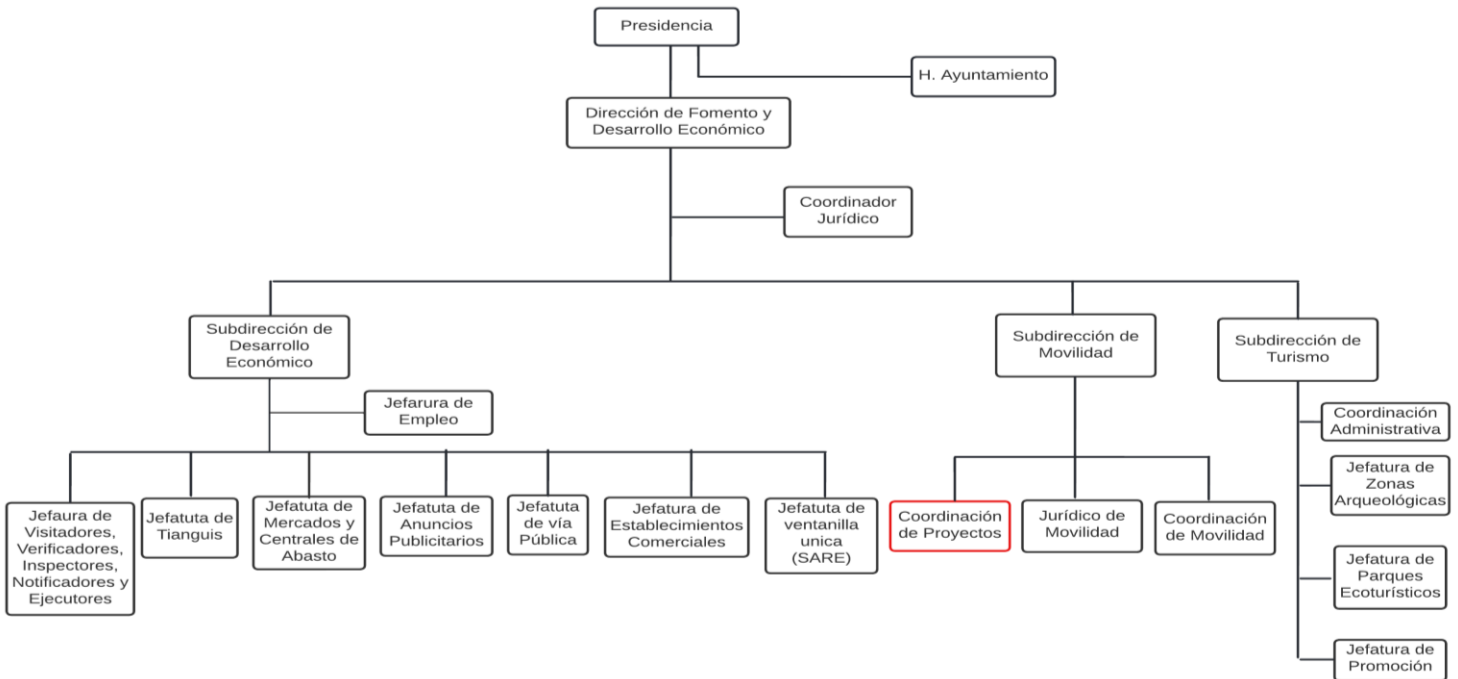 Presidencia
H. Ayuntamiento
Dirección de Fomento y
Desarrollo Económico
Coordinador
Jurídico
Subdirección de
Desarrollo
Económico
Subdirección de
Movilidad
Subdirección de
Turismo
Jefarura de
Empleo
Coordinación
Administrativa
Jefatura de
Zonas
Arqueológicas
Jefatura de
Parques
Ecoturísticos
Jefatura de
Promoción
Jefaura de
Visitadores,
Verificadores,
Inspectores,
Notificadores y
Ejecutores
Jefatuta de
Tianguis
Jefatuta de
Mercados y
Centrales de
Abasto
Jefatuta de
Anuncios
Publicitarios
Jefatuta
de vía
Pública
Jefatura de
Establecimientos
Comerciales
Jefatuta de
ventanilla
unica
(SARE)
Coordinación
de Proyectos
Jurídico de
Movilidad
Coordinación
de Movilidad